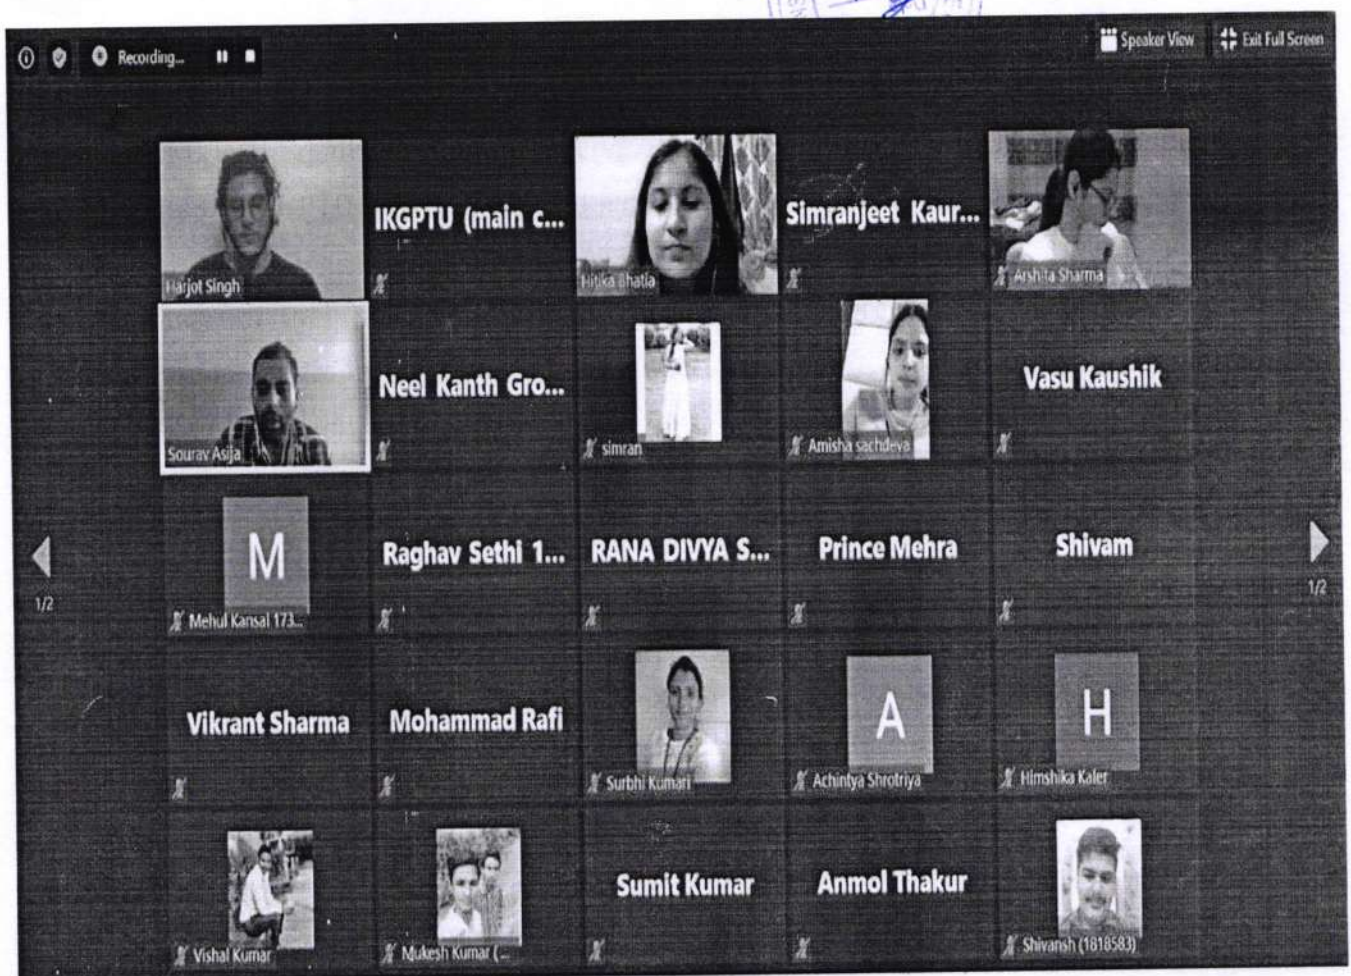 Recording...
Speaker View
Exit Full Screen
Harjot Singh
IKGPTU (main c...
Hitika Bhatia
Simranjeet Kaur...
Arshita Sharma
Sourav Asija
Neel Kanth Gro...
simran
Amisha sachdeva
Vasu Kaushik
M
Mehul Kansal 173...
Raghav Sethi 1...
RANA DIVYA S...
Prince Mehra
Shivam
1/2
1/2
Vikrant Sharma
Mohammad Rafi
Surbhi Kumari
A
Achintya Shrotriya
H
Himshika Kaler
Vishal Kumar
Mukesh Kumar (...
Sumit Kumar
Anmol Thakur
Shivansh (1818583)